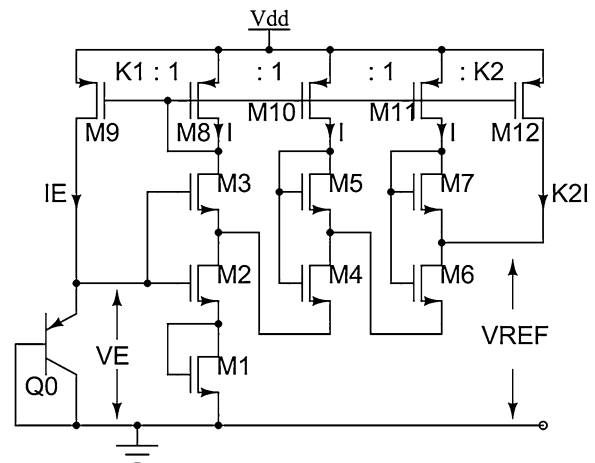 Vdd
K1 : 1 : 1 : 1 : K2
M9 M8 M10 M11 M12
I I I
M3 M5 M7
IE K2I
M2 M4 M6
VE VREF
Q0 M1